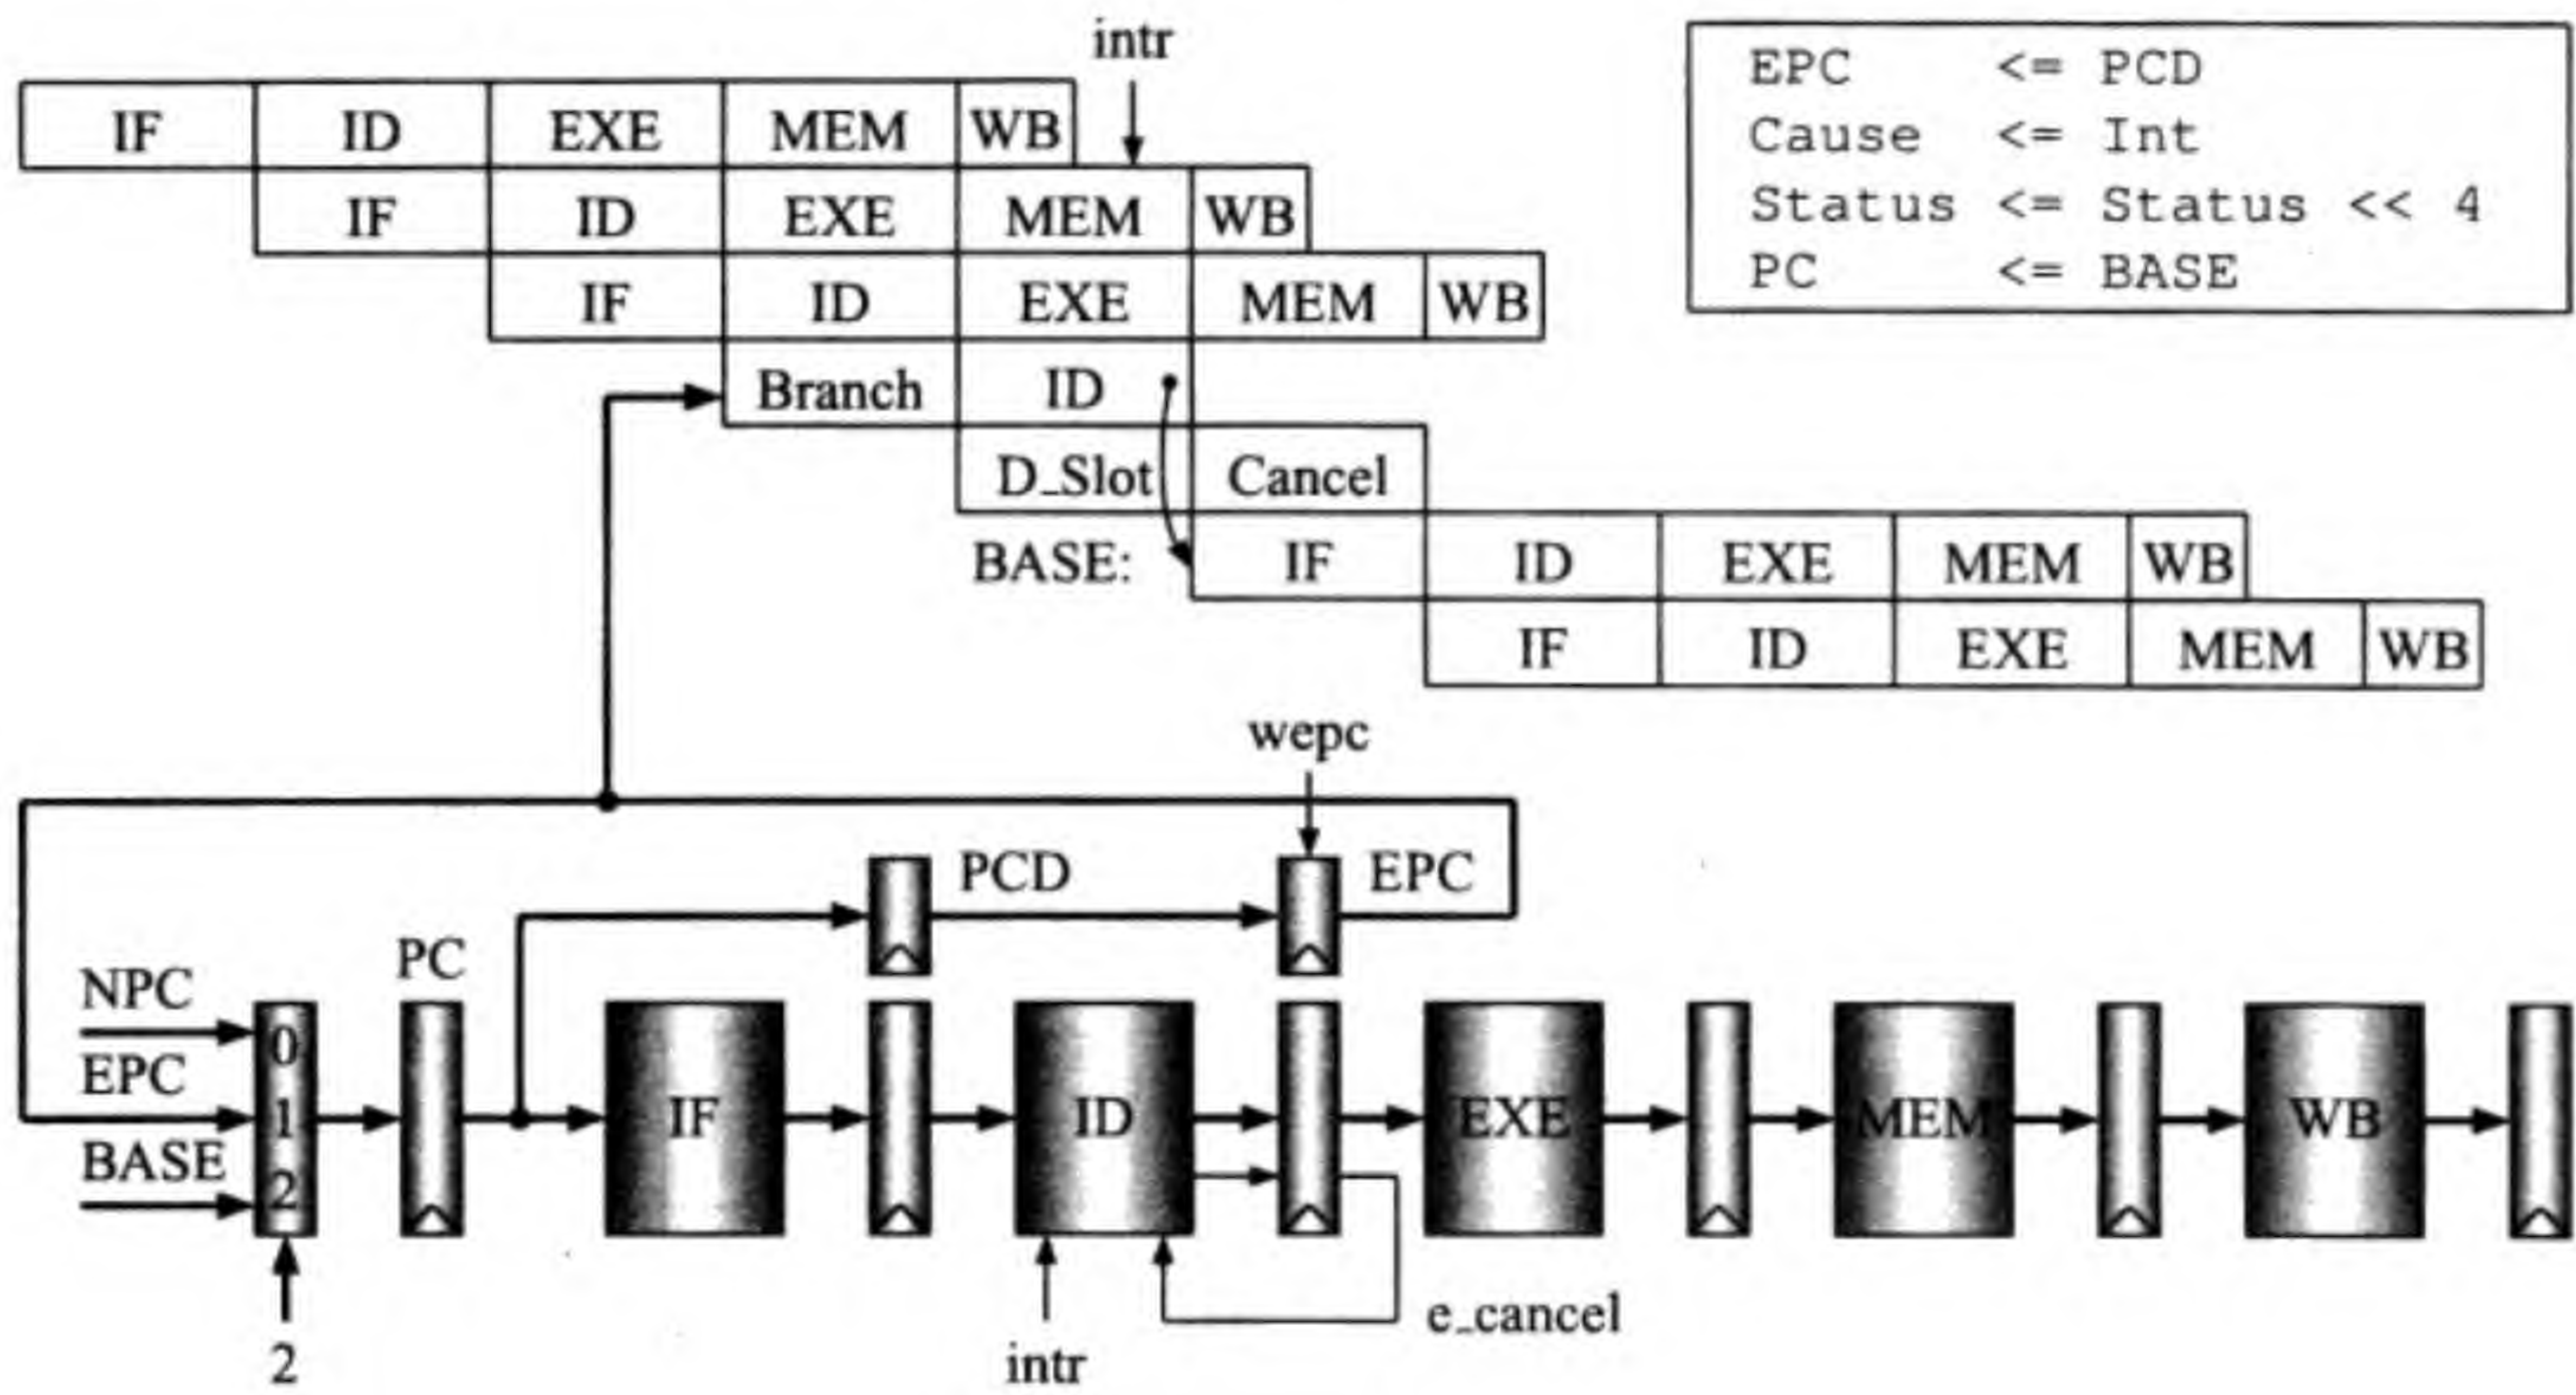 intr
IF ID EXE MEM WB
IF ID EXE MEM WB
IF ID EXE MEM WB
Branch ID
D_Slot Cancel
BASE: IF ID EXE MEM WB
IF ID EXE MEM WB
EPC <= PCD
Cause <= Int
Status <= Status << 4
PC <= BASE
wepc
PCD EPC
PC
NPC
EPC
BASE
0
1
2
IF ID EXE MEM WB
2
intr
e_cancel